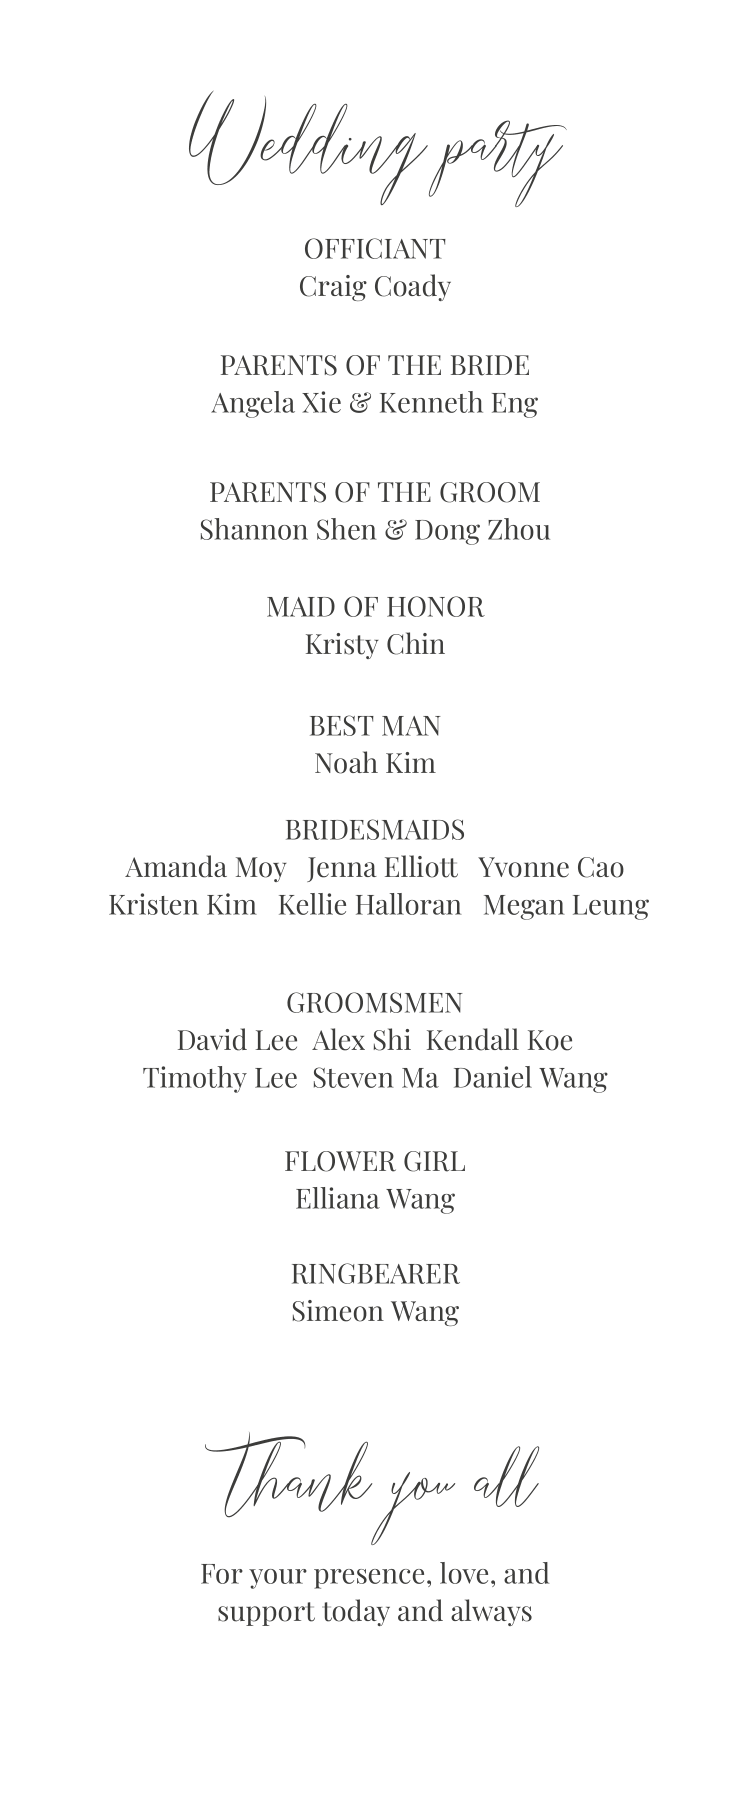 Wedding party
OFFICIANT
Craig Coady
PARENTS OF THE BRIDE
Angela Xie & Kenneth Eng
PARENTS OF THE GROOM
Shannon Shen & Dong Zhou
MAID OF HONOR
Kristy Chin
BEST MAN
Noah Kim
BRIDESMAIDS
Amanda Moy Jenna Elliott Yvonne Cao
Kristen Kim Kellie Halloran Megan Leung
GROOMSMEN
David Lee Alex Shi Kendall Koe
Timothy Lee Steven Ma Daniel Wang
FLOWER GIRL
Elliana Wang
RINGBEARER
Simeon Wang
Thank you all
For your presence, love, and
support today and always